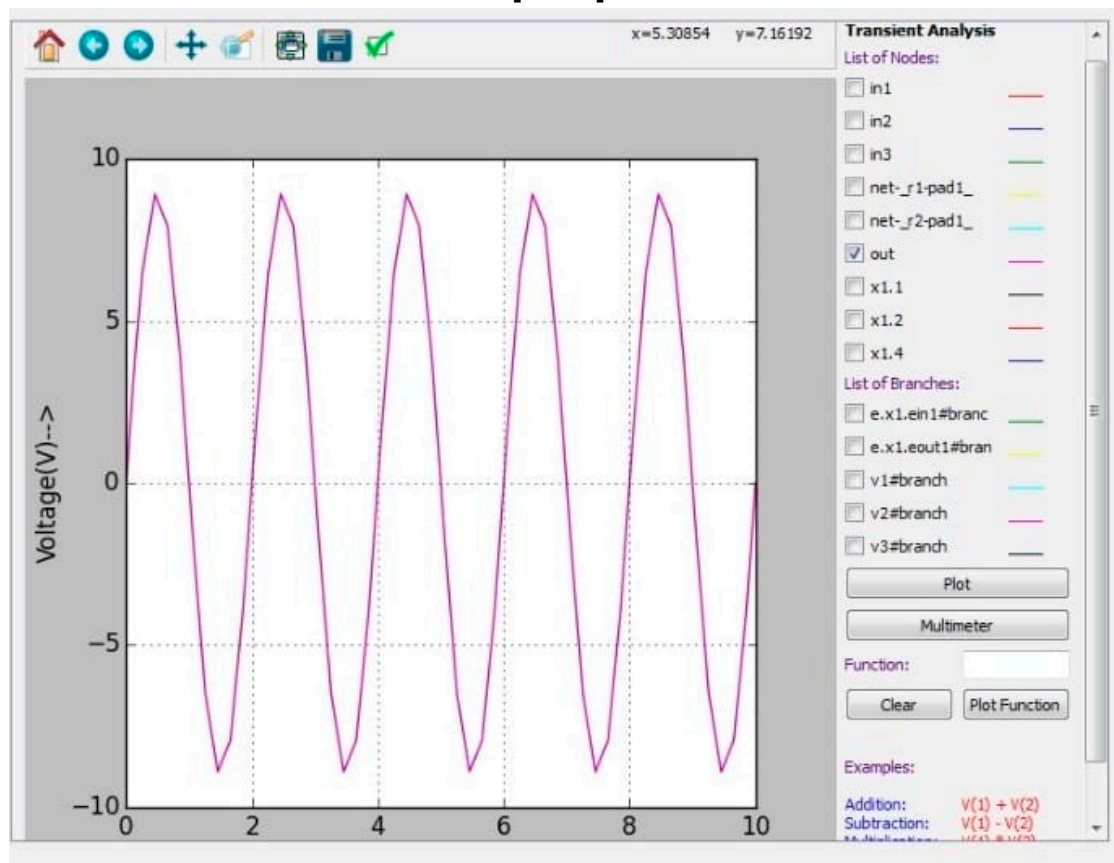 x=5.30854 y=7.16192
10
5
0
−5
−10
0 2 4 6 8 10
Voltage(V)-->
Transient Analysis
List of Nodes:
in1
in2
in3
net-_r1-pad1_
net-_r2-pad1_
out
x1.1
x1.2
x1.4
List of Branches:
e.x1.ein1#branc
e.x1.eout1#bran
v1#branch
v2#branch
v3#branch
Plot
Multimeter
Function:
Clear Plot Function
Examples:
Addition: V(1) + V(2)
Subtraction: V(1) - V(2)